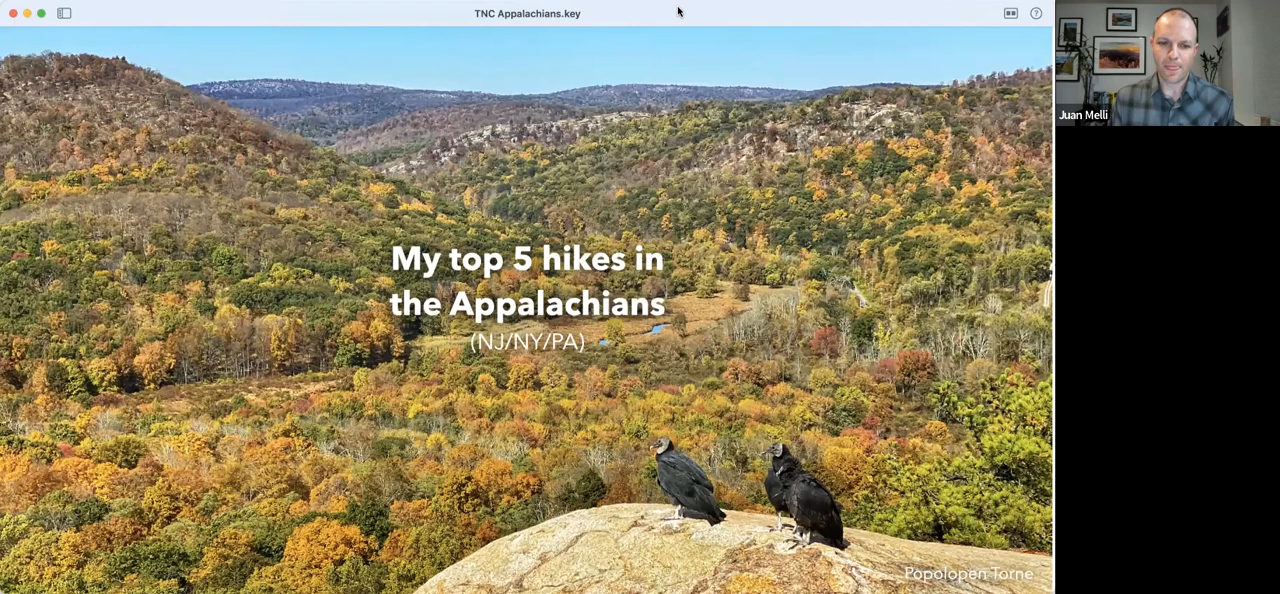 TNC Appalachians.key
Juan Melli
My top 5 hikes in
the Appalachians
(NJ/NY/PA)
Popolopen Torne